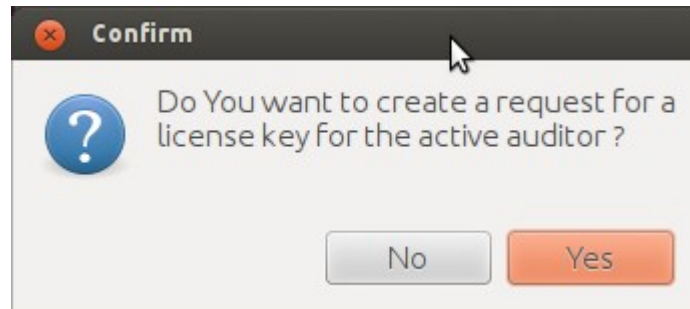 Confirm
Do You want to create a request for a
license key for the active auditor ?
No
Yes